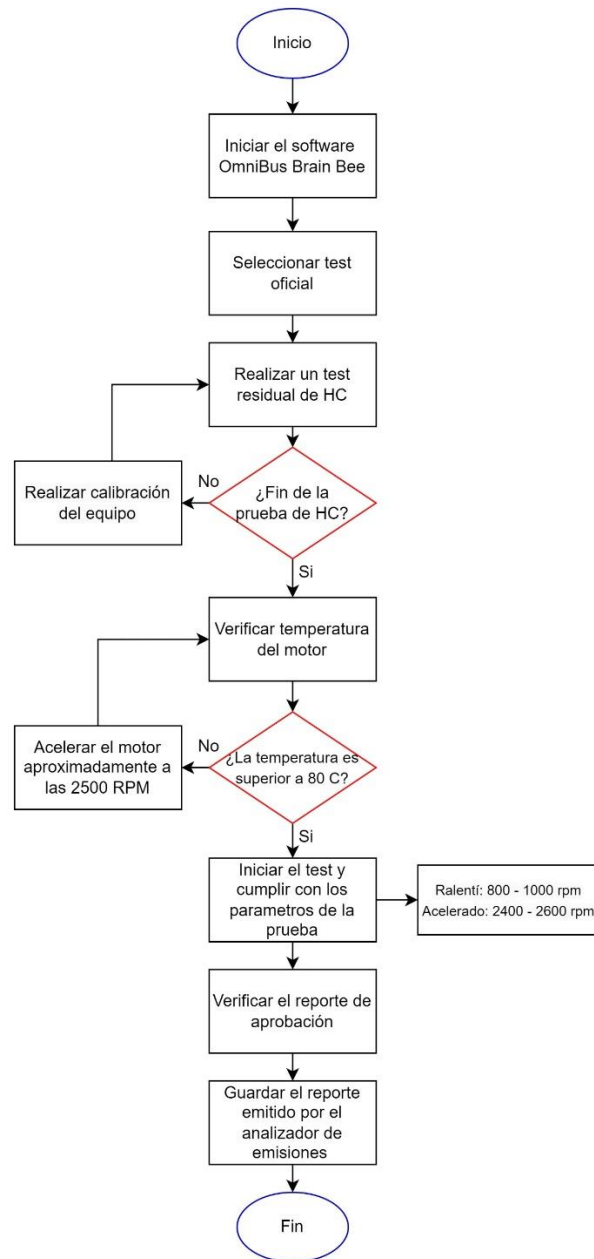 Inicio
Iniciar el software
OmniBus Brain Bee
Seleccionar test
oficial
Realizar un test
residual de HC
Realizar calibración
del equipo
No
¿Fin de la
prueba de HC?
Si
Verificar temperatura
del motor
Acelerar el motor
aproximadamente a
las 2500 RPM
No
¿La temperatura es
superior a 80 C?
Si
Iniciar el test y
cumplir con los
parametros de la
prueba
Ralentí: 800 - 1000 rpm
Acelerado: 2400 - 2600 rpm
Verificar el reporte de
aprobación
Guardar el reporte
emitido por el
analizador de
emisiones
Fin